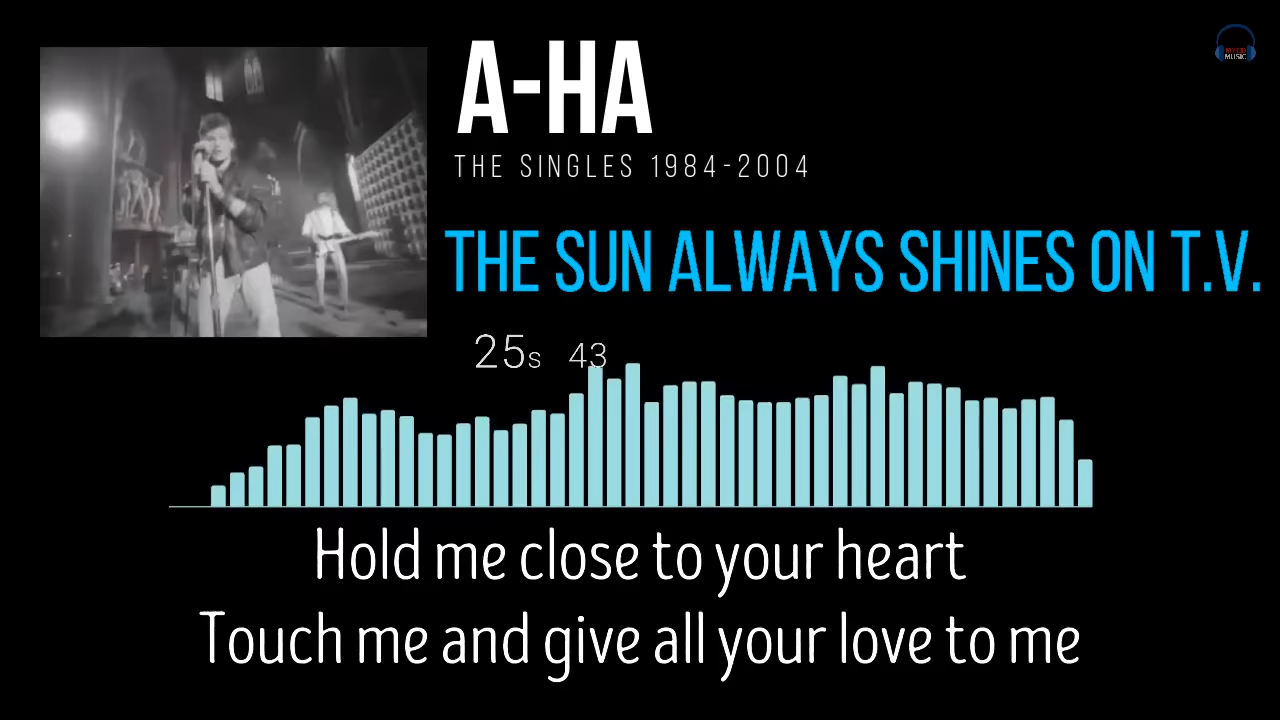 A-HA
THE SINGLES 1984-2004
THE SUN ALWAYS SHINES ON T.V.
25s 43
Hold me close to your heart
Touch me and give all your love to me
MUSIC